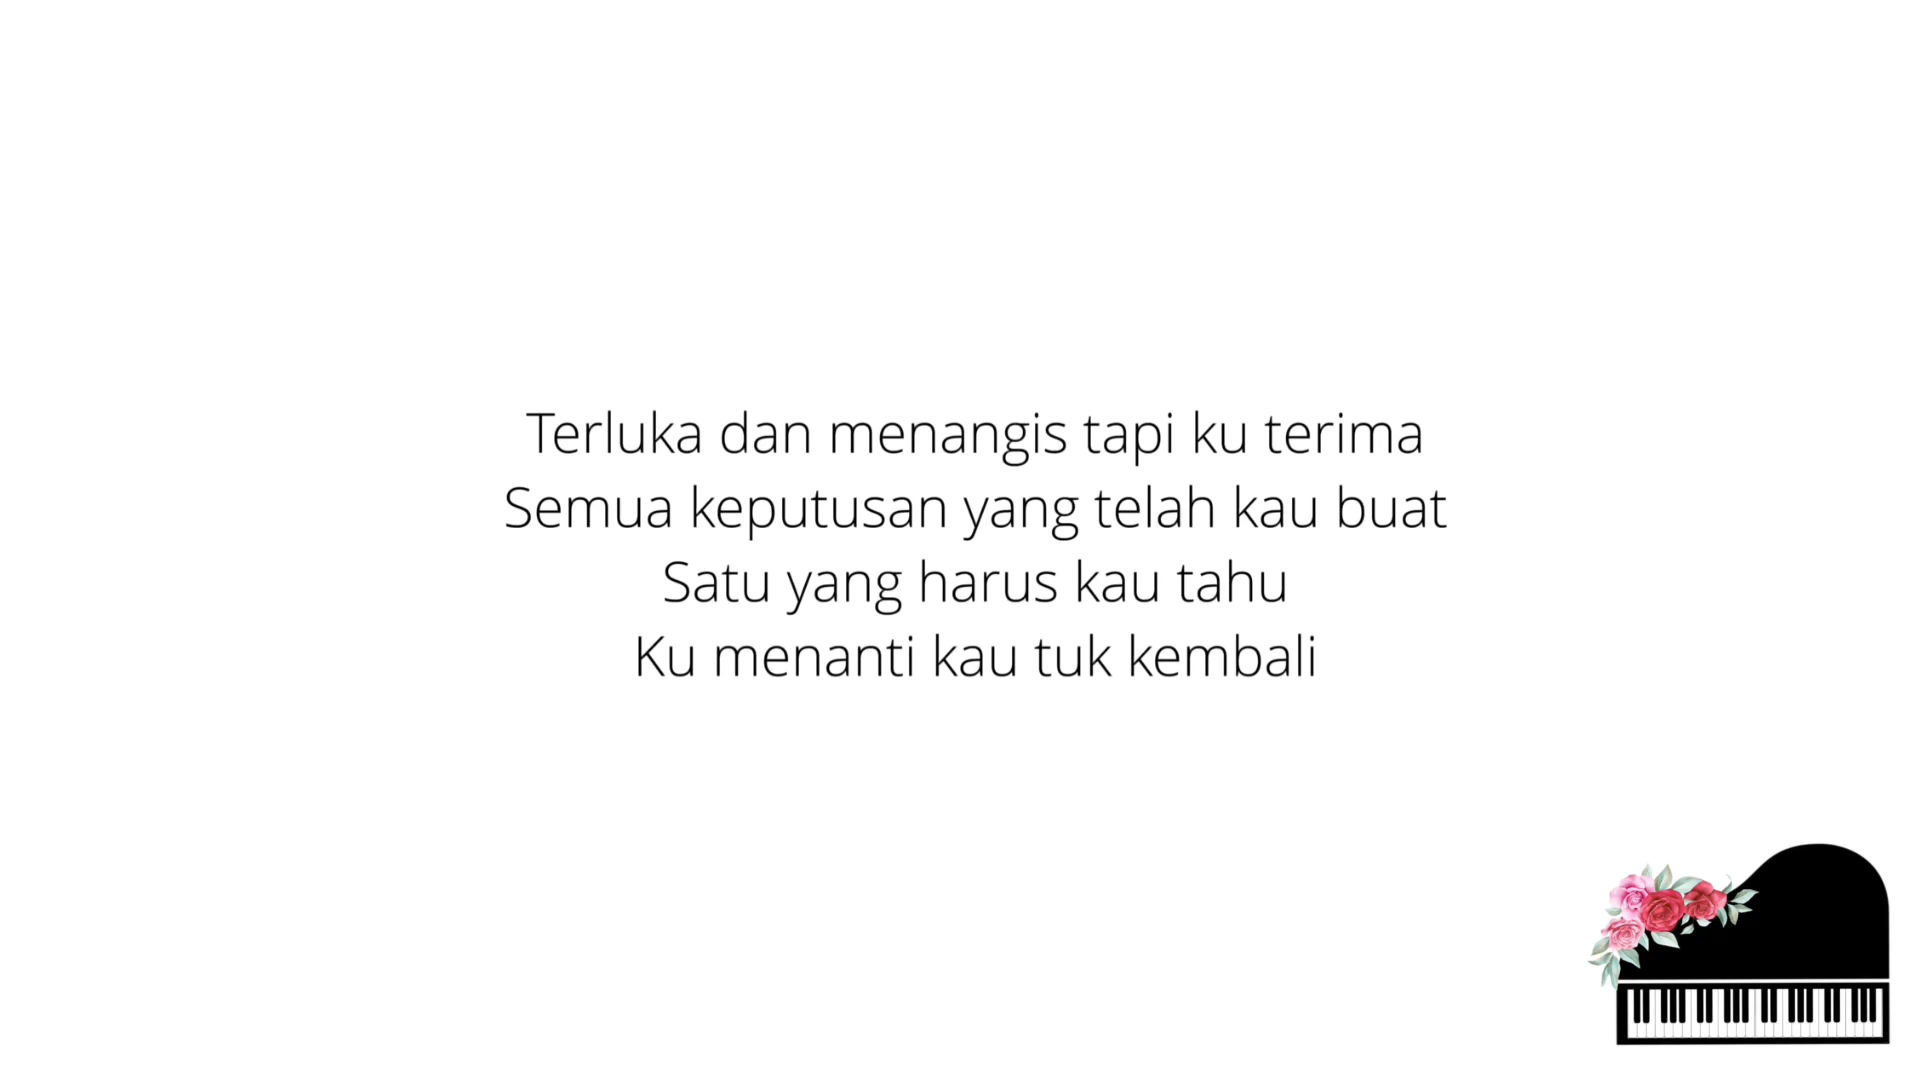 Terluka dan menangis tapi ku terima
Semua keputusan yang telah kau buat
Satu yang harus kau tahu
Ku menanti kau tuk kembali